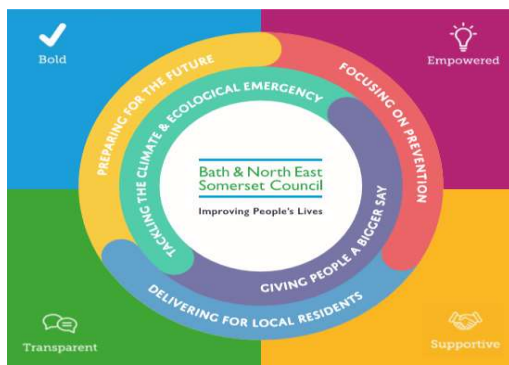 Bold
Empowered
PREPARING FOR THE FUTURE
FOCUSING ON PREVENTION
TACKLING THE CLIMATE & ECOLOGICAL EMERGENCY
Bath & North East
Somerset Council
Improving People's Lives
GIVING PEOPLE A BIGGER SAY
DELIVERING FOR LOCAL RESIDENTS
Transparent
Supportive